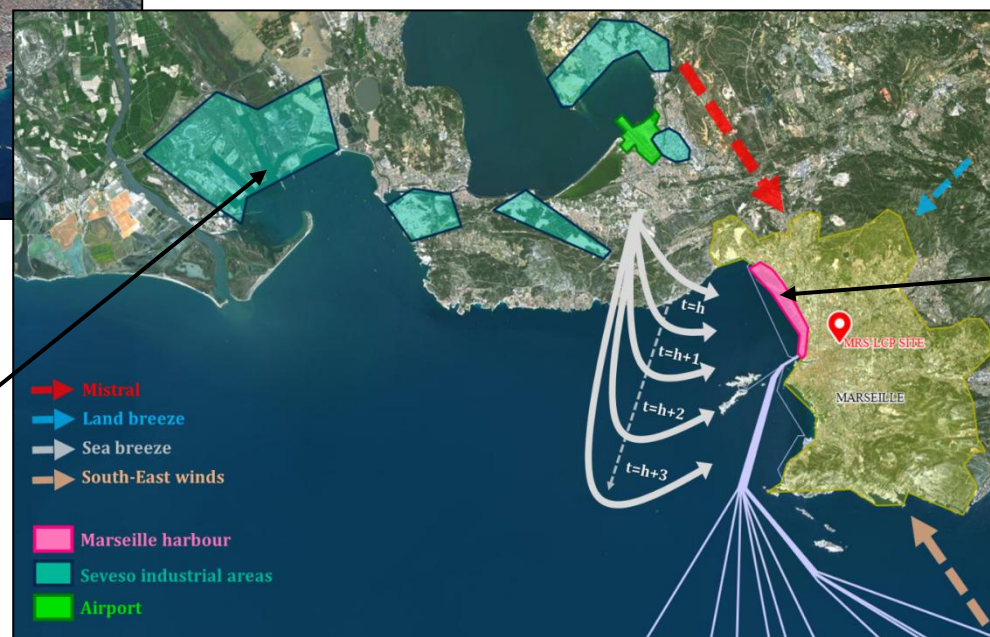 t=h
t=h+1
t=h+2
t=h+3
MRS-LCP SITE
MARSEILLE
Mistral
Land breeze
Sea breeze
South-East winds
Marseille harbour
Seveso industrial areas
Airport